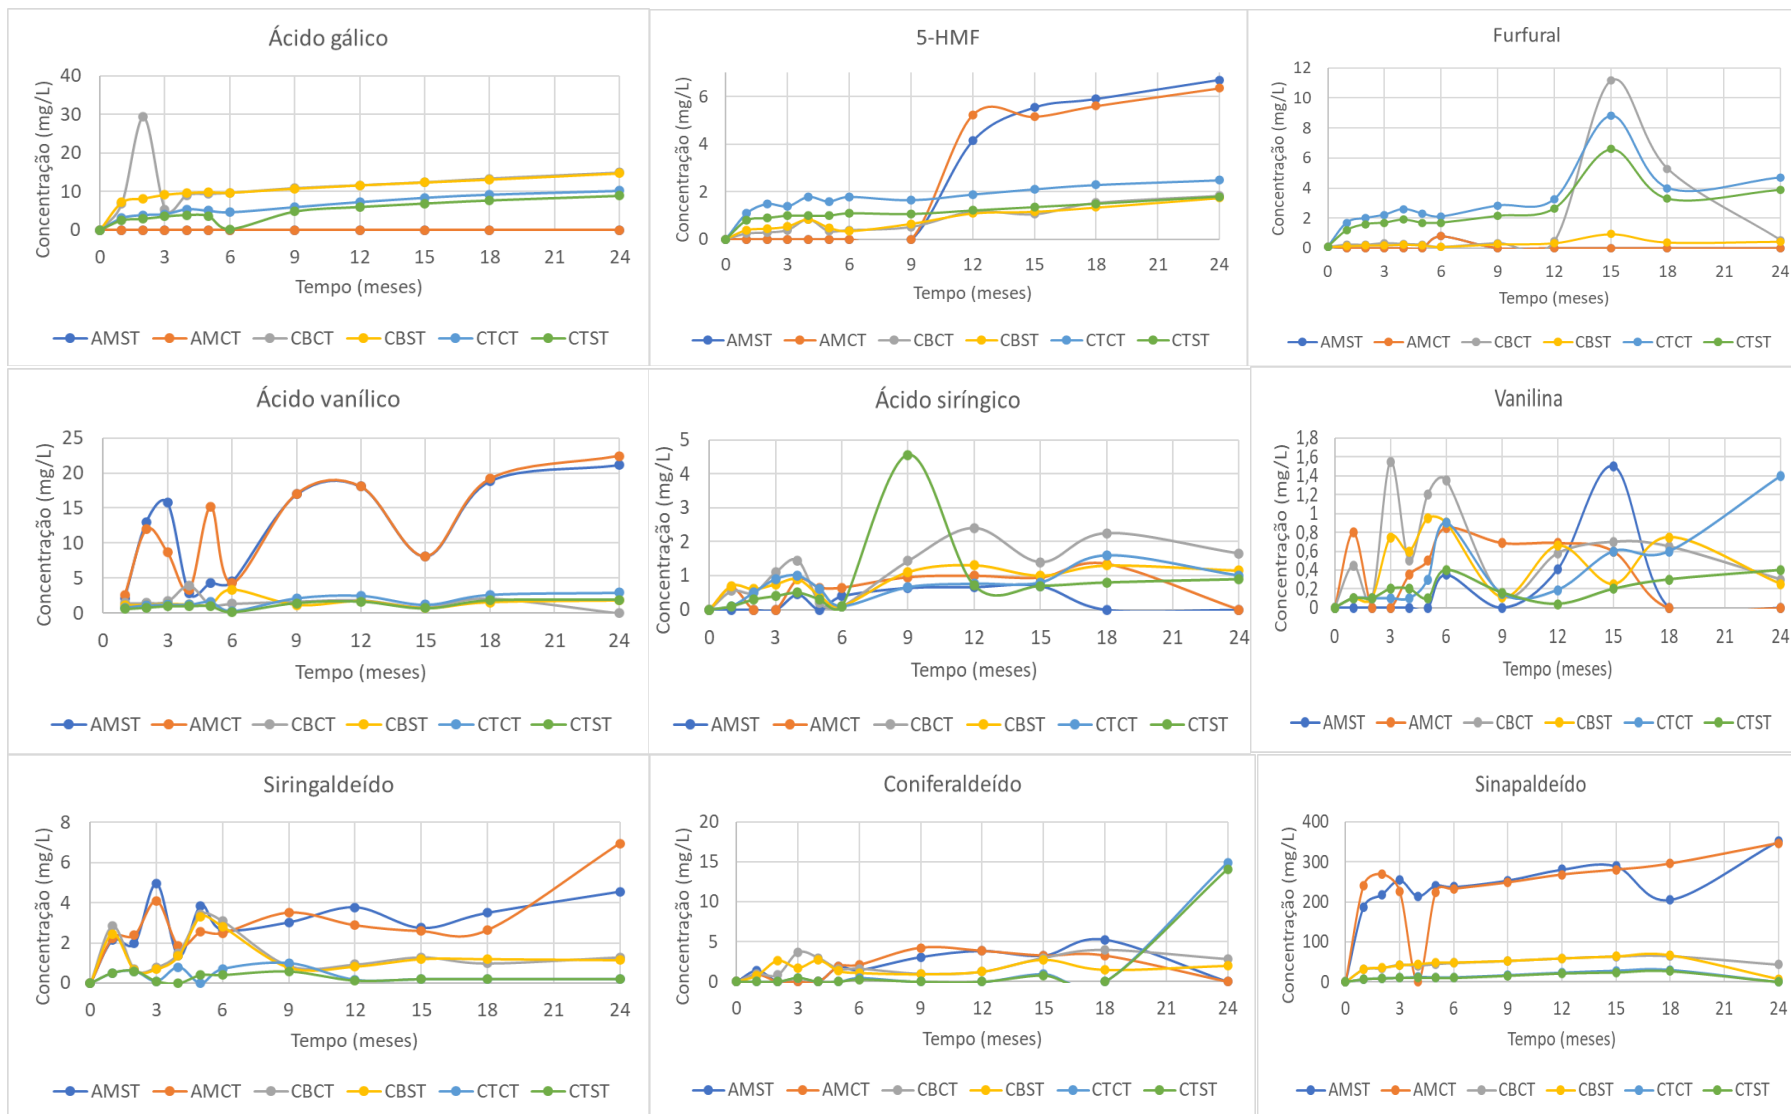 Ácido gálico
Concentração (mg/L)
40
30
20
10
0
0 3 6 9 12 15 18 21 24
Tempo (meses)
AMST AMCT CBCT CBST CTCT CTST
5-HMF
Concentração (mg/L)
6
4
2
0
0 3 6 9 12 15 18 21 24
Tempo (meses)
AMST AMCT CBCT CBST CTCT CTST
Furfural
Concentração (mg/L)
12
10
8
6
4
2
0
0 3 6 9 12 15 18 21 24
Tempo (meses)
AMST AMCT CBCT CBST CTCT CTST
Ácido vanílico
Concentração (mg/L)
25
20
15
10
5
0
0 3 6 9 12 15 18 21 24
Tempo (meses)
AMST AMCT CBCT CBST CTCT CTST
Ácido siríngico
Concentração (mg/L)
5
4
3
2
1
0
0 3 6 9 12 15 18 21 24
Tempo (meses)
AMST AMCT CBCT CBST CTCT CTST
Vanilina
Concentração (mg/L)
1,8
1,6
1,4
1,2
1
0,8
0,6
0,4
0,2
0
0 3 6 9 12 15 18 21 24
Tempo (meses)
AMST AMCT CBCT CBST CTCT CTST
Siringaldeído
Concentração (mg/L)
8
6
4
2
0
0 3 6 9 12 15 18 21 24
Tempo (meses)
AMST AMCT CBCT CBST CTCT CTST
Coniferaldeído
Concentração (mg/L)
20
15
10
5
0
0 3 6 9 12 15 18 21 24
Tempo (meses)
AMST AMCT CBCT CBST CTCT CTST
Sinapaldeído
Concentração (mg/L)
400
300
200
100
0
0 3 6 9 12 15 18 21 24
Tempo (meses)
AMST AMCT CBCT CBST CTCT CTST